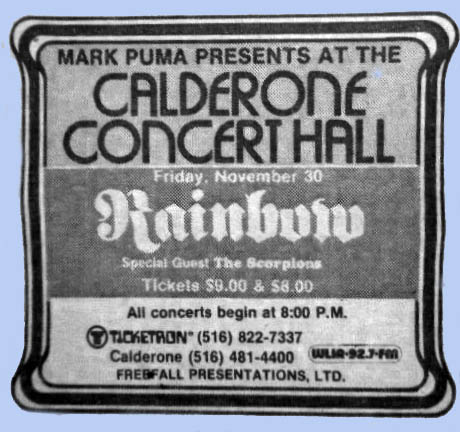 MARK PUMA PRESENTS AT THE
CALDERONE
CONCERT HALL
Friday, November 30
Rainbow
Special Guest The Scorpions
Tickets $9.00 & $8.00
All concerts begin at 8:00 P.M.
T TICKETRON (516) 822-7337
Calderone (516) 481-4400 WLIR•92.7•FM
FREEFALL PRESENTATIONS, LTD.